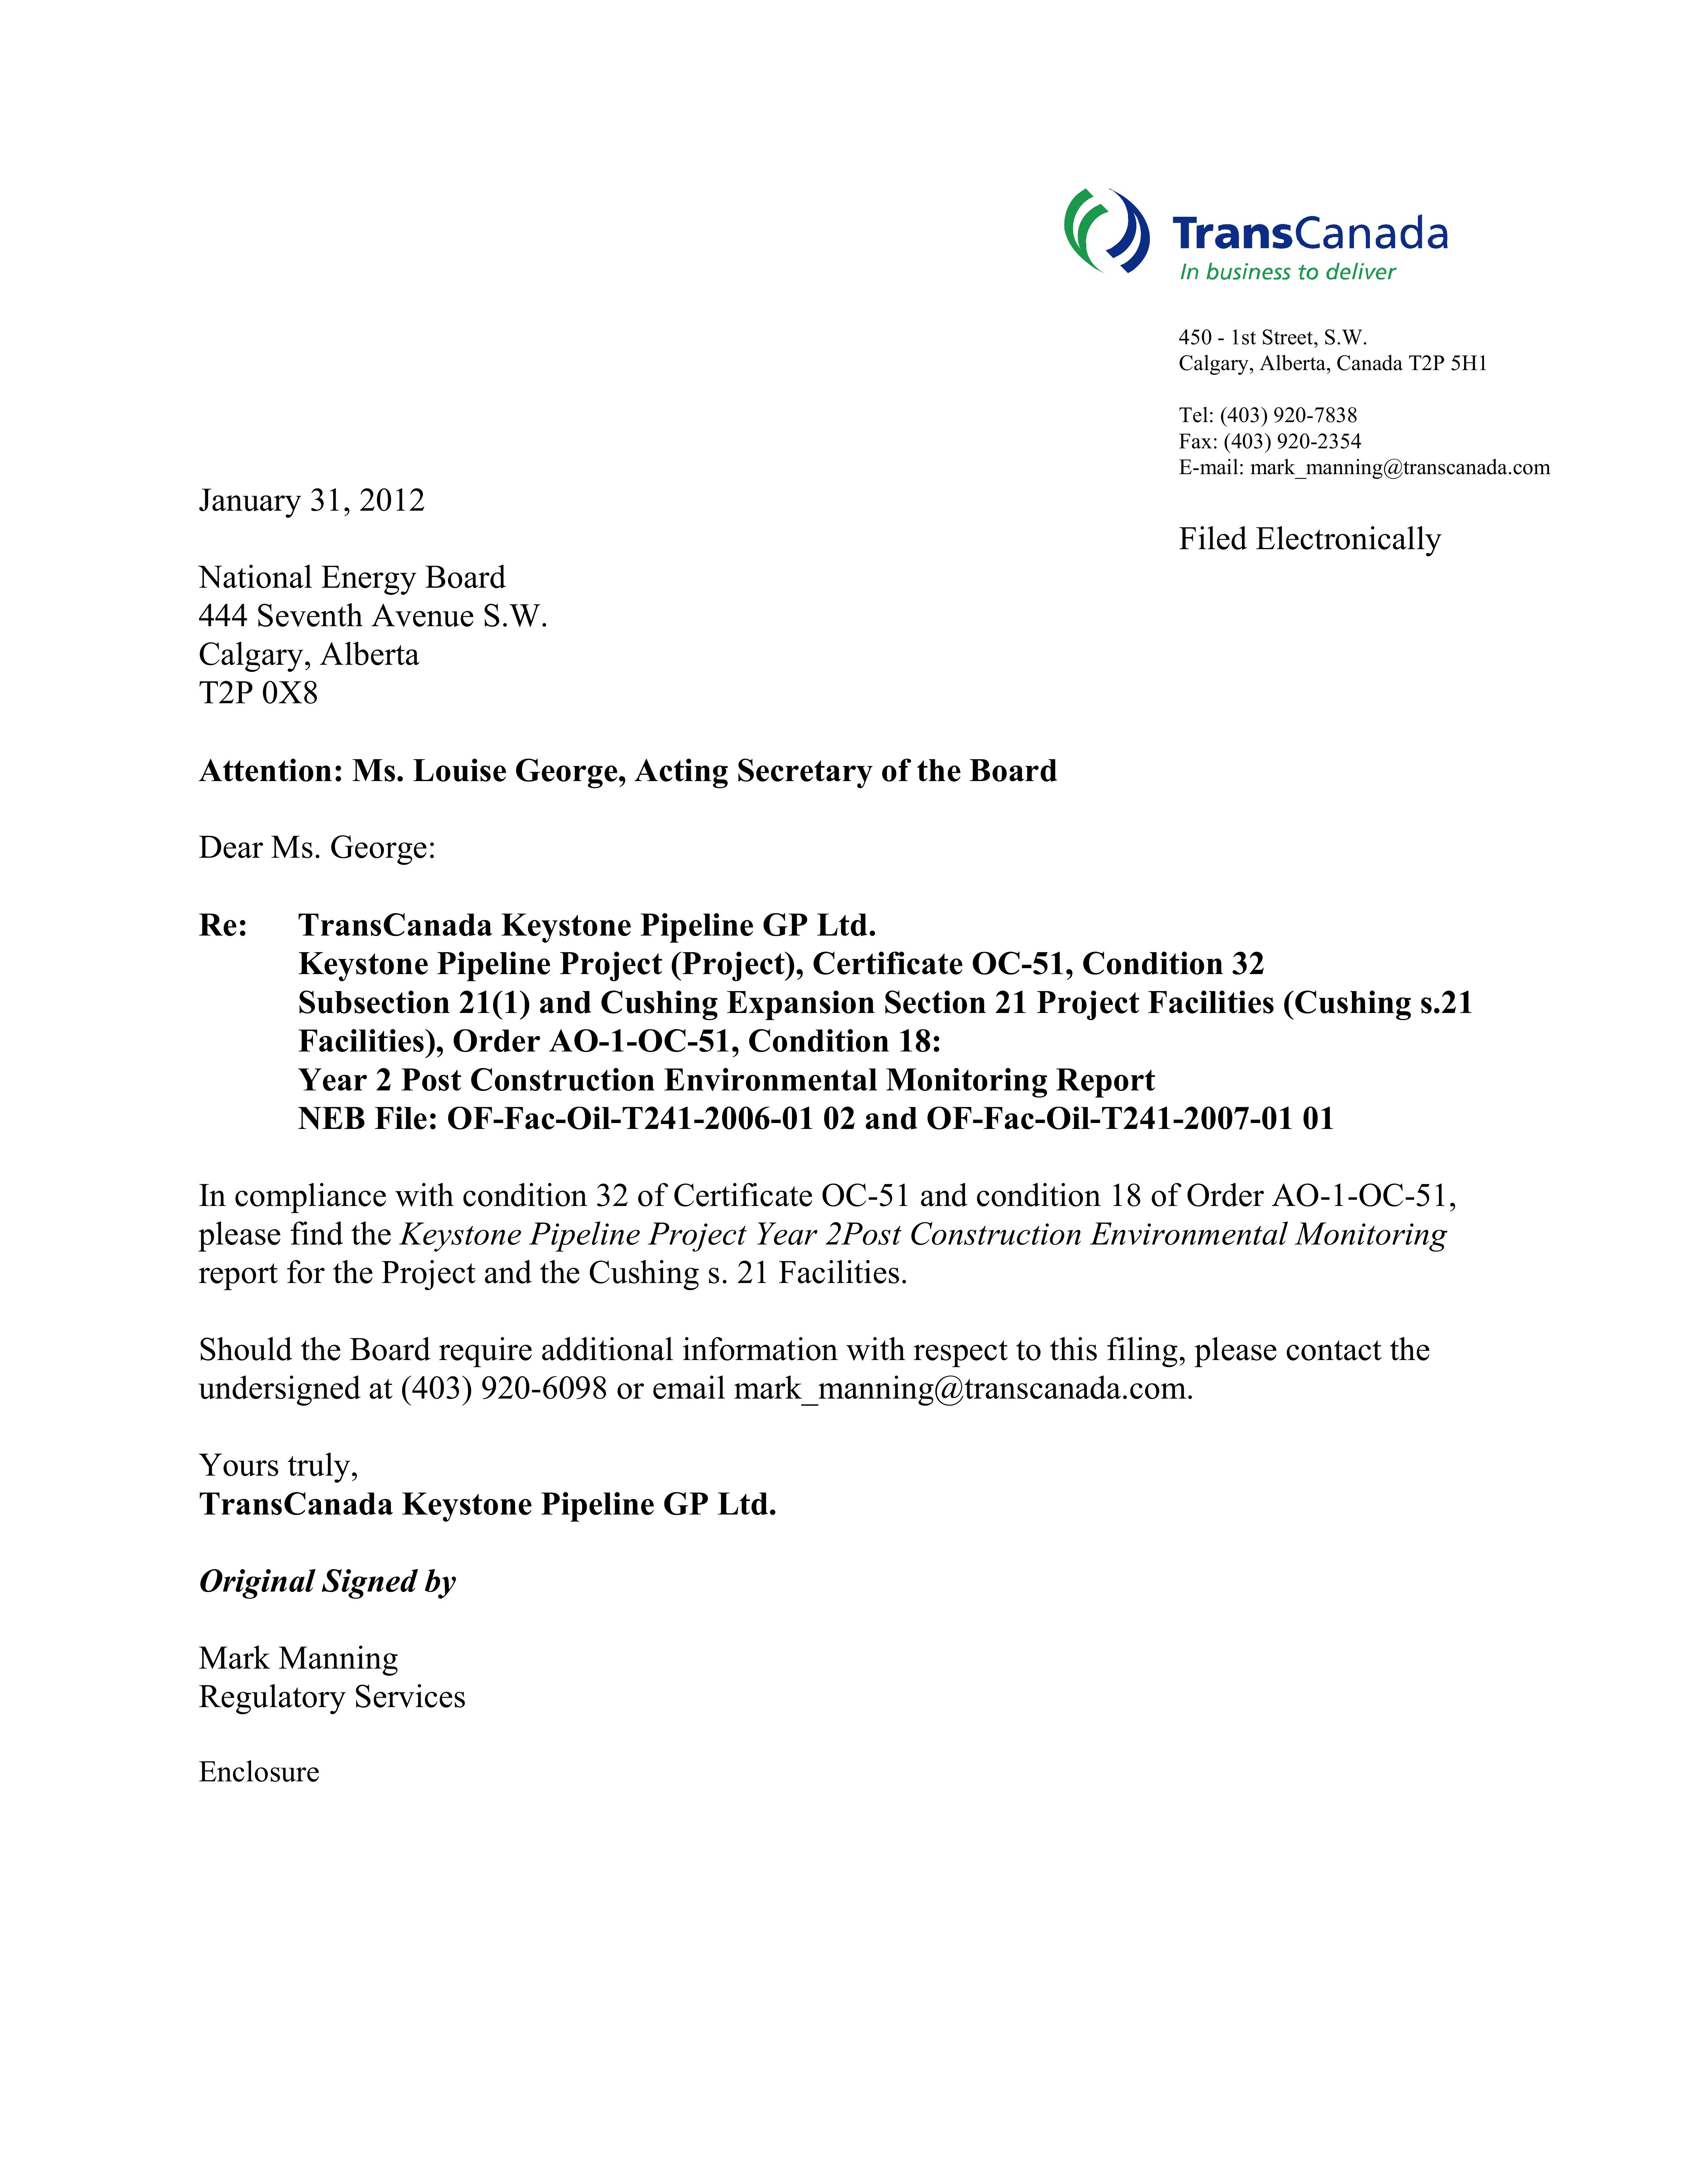 TransCanada
In business to deliver
450 - 1st Street, S.W.
Calgary, Alberta, Canada T2P 5H1
Tel: (403) 920-7838
Fax: (403) 920-2354
E-mail: mark_manning@transcanada.com
January 31, 2012
Filed Electronically
National Energy Board
444 Seventh Avenue S.W.
Calgary, Alberta
T2P 0X8
Attention: Ms. Louise George, Acting Secretary of the Board
Dear Ms. George:
Re: TransCanada Keystone Pipeline GP Ltd.
Keystone Pipeline Project (Project), Certificate OC-51, Condition 32
Subsection 21(1) and Cushing Expansion Section 21 Project Facilities (Cushing s.21
Facilities), Order AO-1-OC-51, Condition 18:
Year 2 Post Construction Environmental Monitoring Report
NEB File: OF-Fac-Oil-T241-2006-01 02 and OF-Fac-Oil-T241-2007-01 01
In compliance with condition 32 of Certificate OC-51 and condition 18 of Order AO-1-OC-51,
please find the Keystone Pipeline Project Year 2Post Construction Environmental Monitoring
report for the Project and the Cushing s. 21 Facilities.
Should the Board require additional information with respect to this filing, please contact the
undersigned at (403) 920-6098 or email mark_manning@transcanada.com.
Yours truly,
TransCanada Keystone Pipeline GP Ltd.
Original Signed by
Mark Manning
Regulatory Services
Enclosure